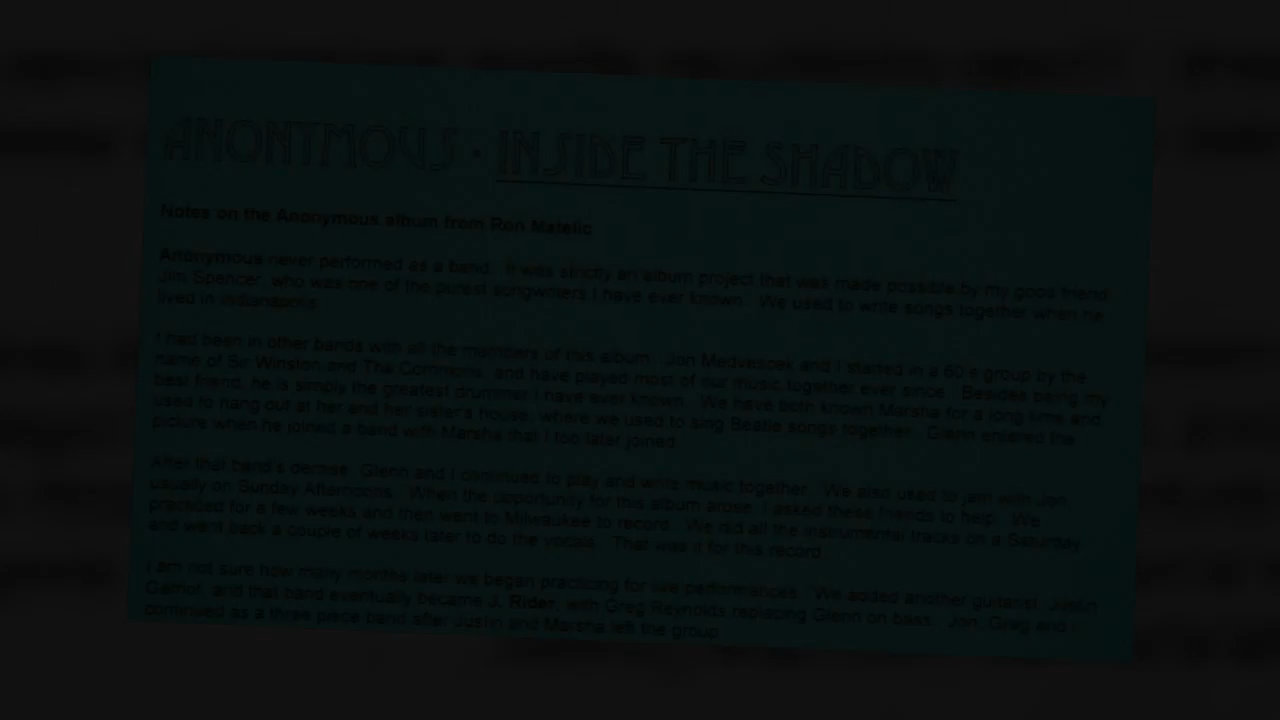 ANONYMOUS · INSIDE THE SHADOW
Notes on the Anonymous album from Ron Matelic
Anonymous never performed as a band. It was strictly an album project that was made possible by my good friend
Jim Spencer, who was one of the purest songwriters I have ever known. We used to write songs together when he
lived in Indianapolis.
I had been in other bands with all the members of this album. Jon Medvescek and I started in a 60's group by the
name of Sir Winston and The Commons, and have played most of our music together ever since. Besides being my
best friend, he is simply the greatest drummer I have ever known. We have both known Marsha for a long time and
used to hang out at her and her sister's house, where we used to sing Beatle songs together. Glenn entered the
picture when he joined a band with Marsha that I too later joined.
After that band's demise, Glenn and I continued to play and write music together. We also used to jam with Jon,
usually on Sunday Afternoons. When the opportunity for this album arose, I asked these friends to help. We
practiced for a few weeks and then went to Milwaukee to record. We did all the instrumental tracks on a Saturday
and went back a couple of weeks later to do the vocals. That was it for this record.
I am not sure how many months later we began practicing for live performances. We added another guitarist, Justin
and that band eventually became J. Rider, with Greg Reynolds replacing Glenn on bass. Jon, Greg and I
continued as a three piece band after Justin and Marsha left the group.